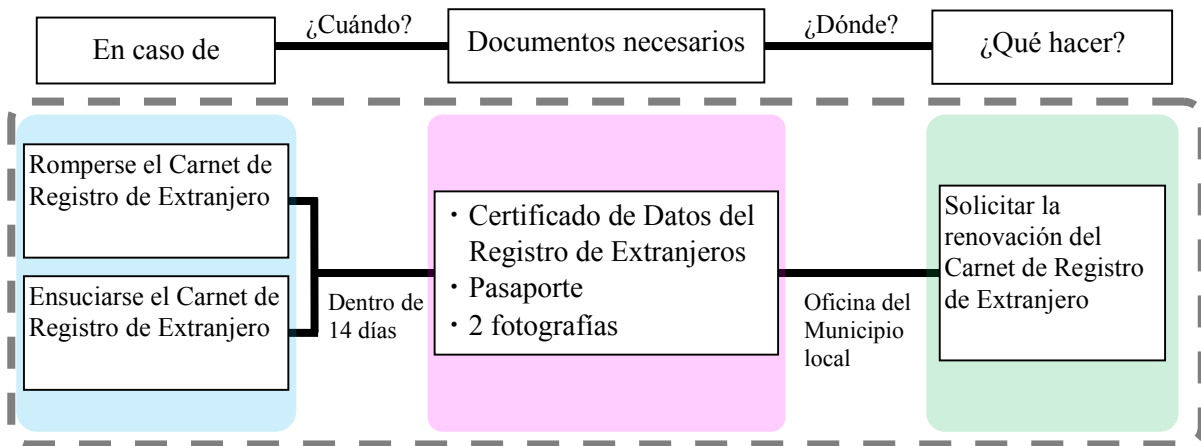 En caso de
¿Cuándo?
Documentos necesarios
¿Dónde?
¿Qué hacer?
Romperse el Carnet de
Registro de Extranjero
Ensuciarse el Carnet de
Registro de Extranjero
Dentro de
14 días
・Certificado de Datos del
Registro de Extranjeros
・Pasaporte
・2 fotografías
Oficina del
Municipio
local
Solicitar la
renovación del
Carnet de Registro
de Extranjero